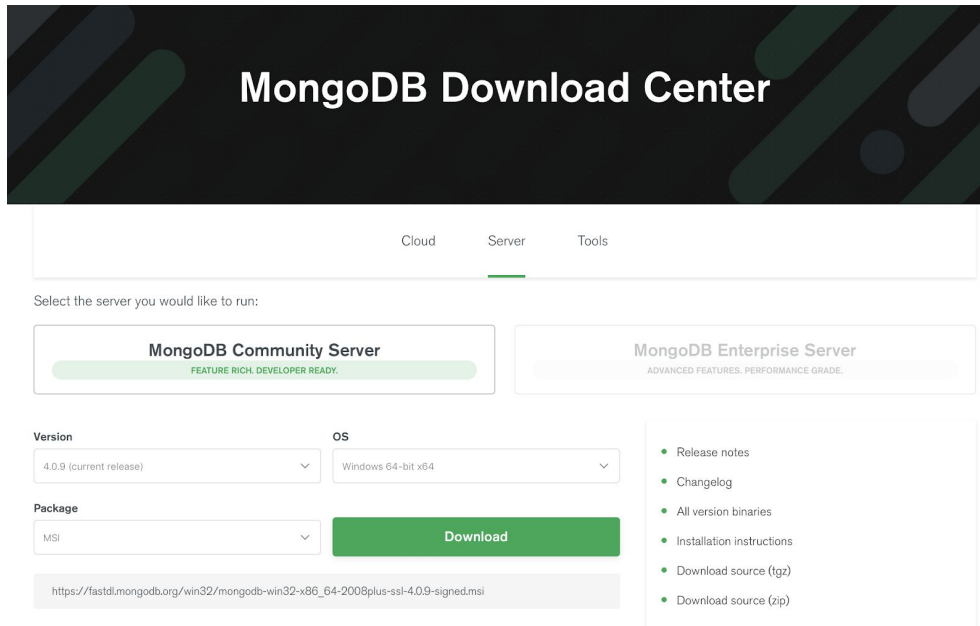 MongoDB Download Center
Cloud Server Tools
Select the server you would like to run:
MongoDB Community Server
FEATURE RICH. DEVELOPER READY.
MongoDB Enterprise Server
ADVANCED FEATURES. PERFORMANCE GRADE.
Version
4.0.9 (current release)
OS
Windows 64-bit x64
Package
MSI
Download
https://fastdl.mongodb.org/win32/mongodb-win32-x86_64-2008plus-ssl-4.0.9-signed.msi
Release notes
Changelog
All version binaries
Installation instructions
Download source (tgz)
Download source (zip)